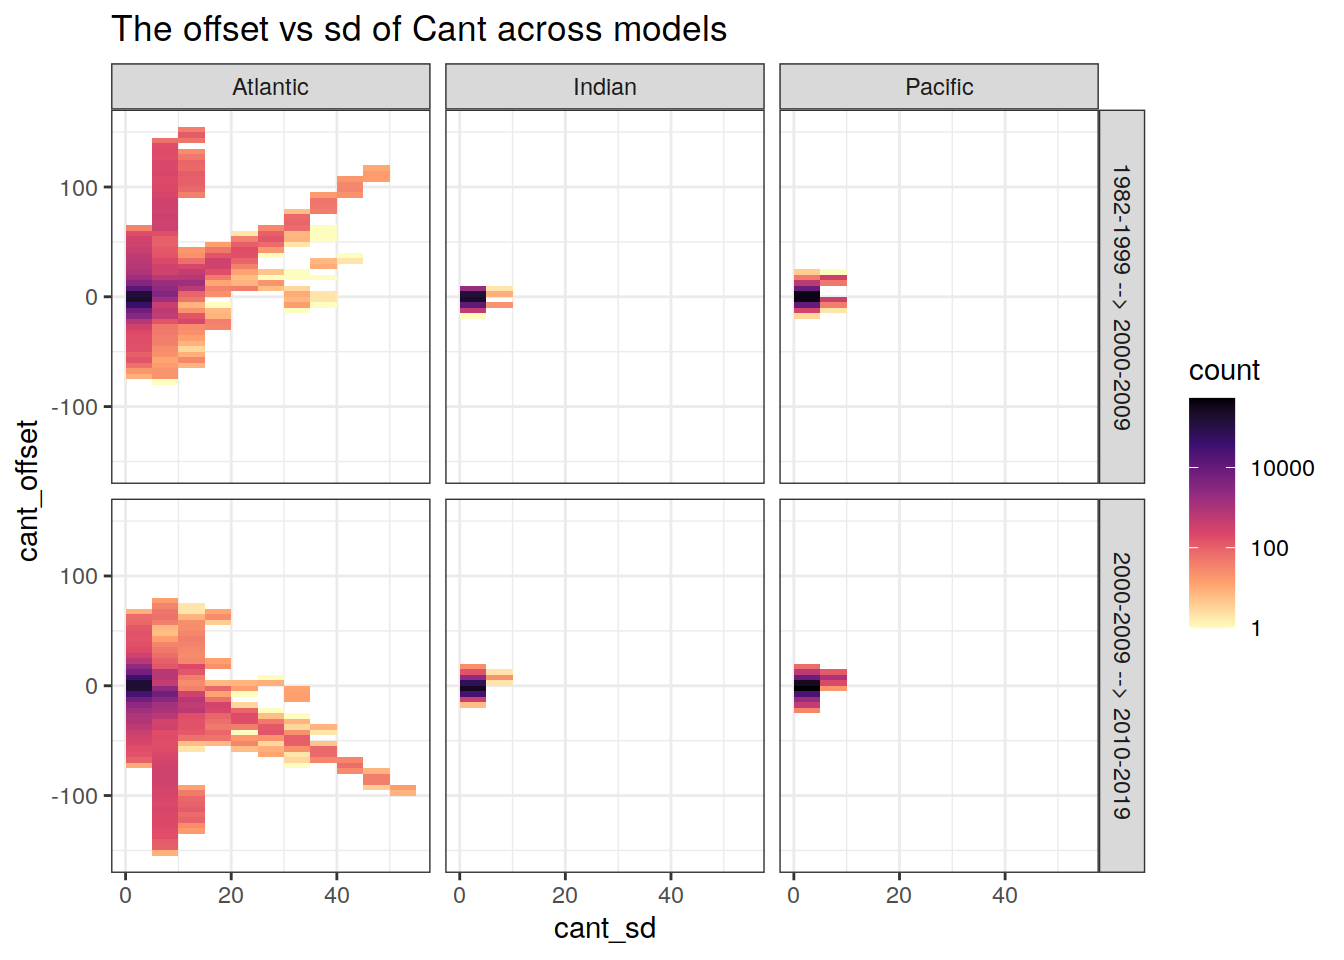 The offset vs sd of Cant across models
Atlantic
Indian
Pacific
cant_offset
100
0
-100
1982-1999 --> 2000-2009
100
0
-100
2000-2009 --> 2010-2019
0 20 40
0 20 40
0 20 40
cant_sd
count
10000
100
1